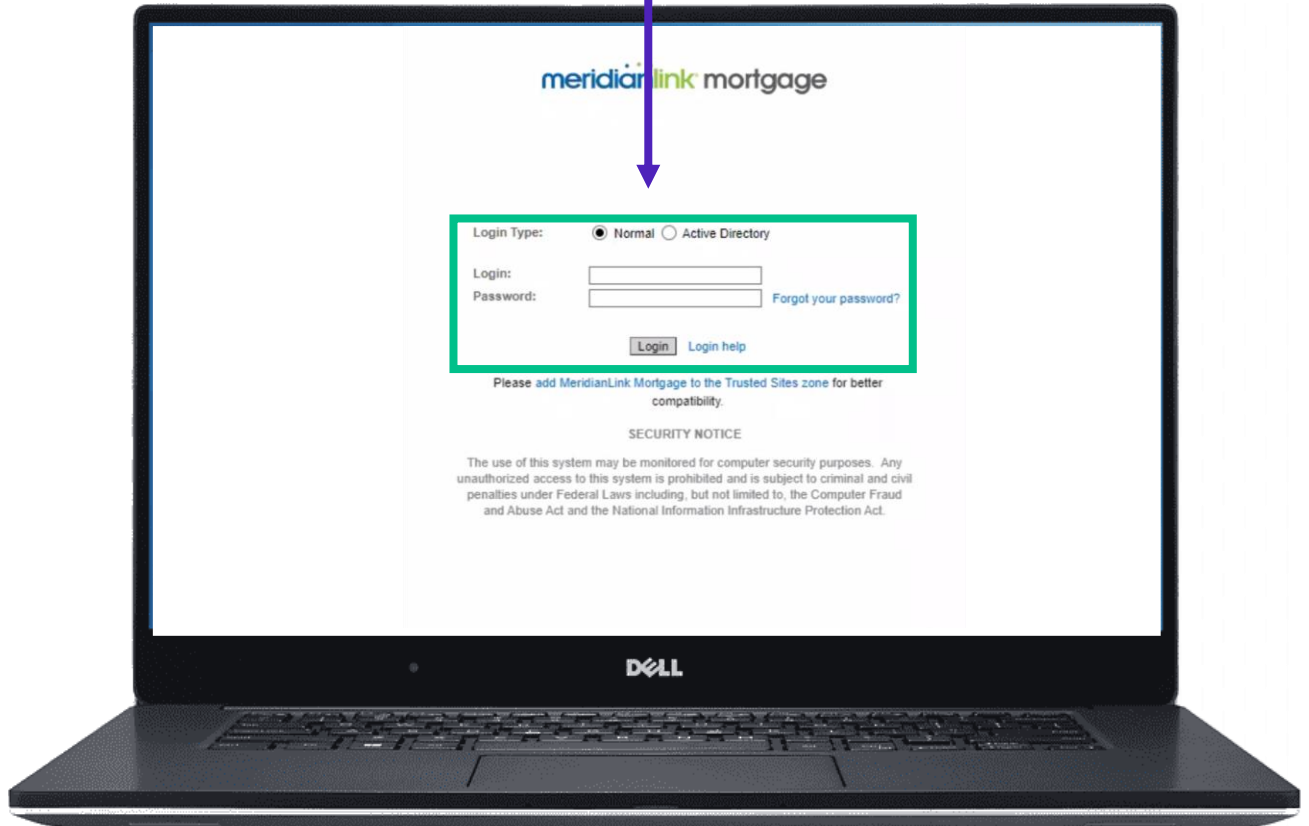 meridianlink mortgage
Login Type: Normal Active Directory
Login:
Password: Forgot your password?
Login Login help
Please add MeridianLink Mortgage to the Trusted Sites zone for better
compatibility.
SECURITY NOTICE
The use of this system may be monitored for computer security purposes. Any
unauthorized access to this system is prohibited and is subject to criminal and civil
penalties under Federal Laws including, but not limited to, the Computer Fraud
and Abuse Act and the National Information Infrastructure Protection Act.
DELL